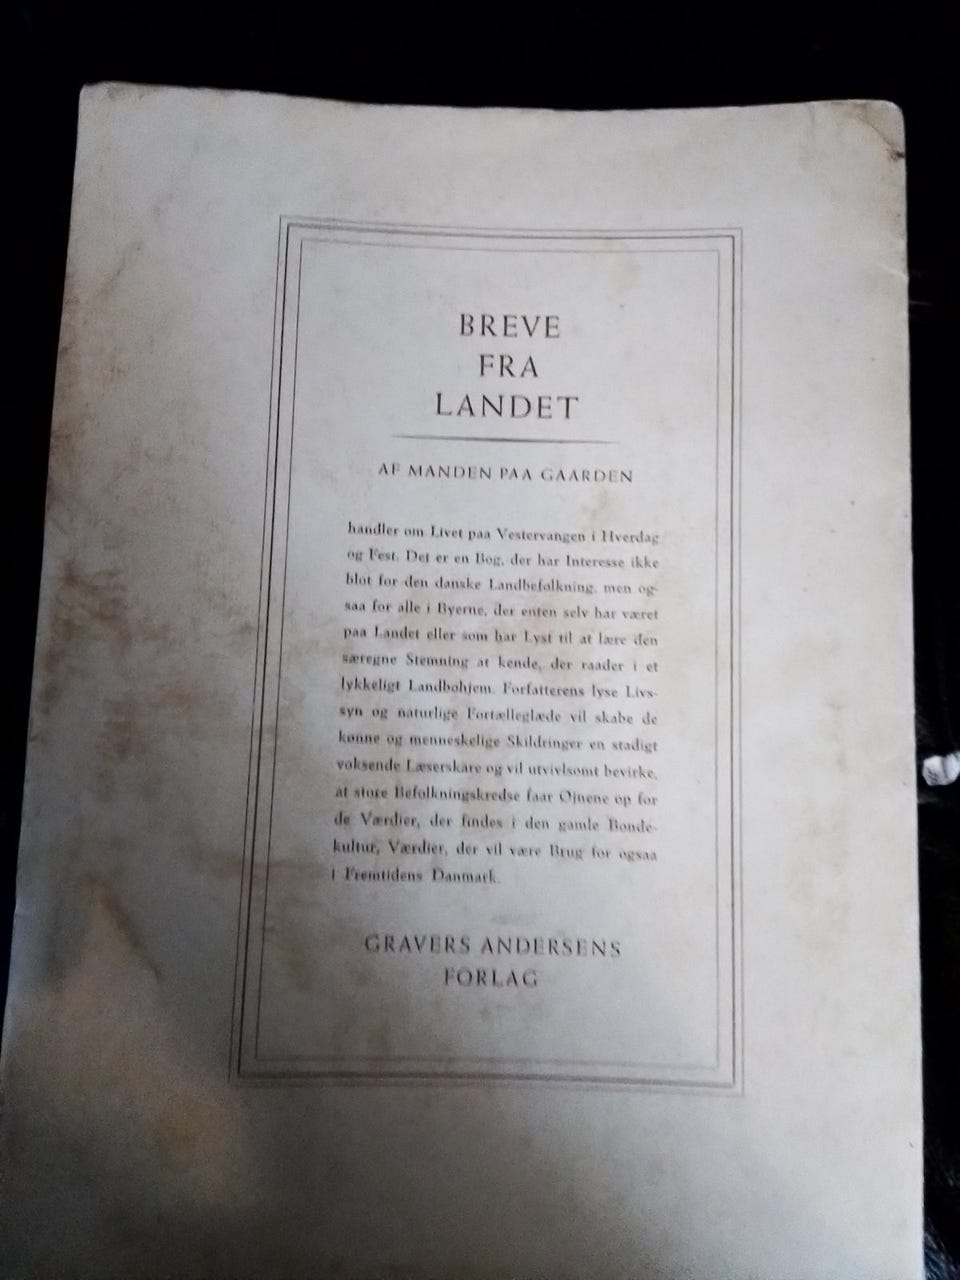 BREVE
FRA
LANDET
AF MANDEN PAA GAARDEN
handler om Livet paa Vestervangen i Hverdag
og Fest. Det er en Bog, der har Interesse ikke
blot for den danske Landbefolkning, men og-
saa for alle i Byerne, der enten selv har været
paa Landet eller som har Lyst til at lære den
særegne Stemning at kende, der raader i et
lykkeligt Landbohjem. Forfatterens lyse Livs-
syn og naturlige Fortælleglæde vil skabe de
kønne og menneskelige Skildringer en stadigt
voksende Læserskare og vil utvivlsomt bevirke,
at store Befolkningskredse faar Øjnene op for
de Værdier, der findes i den gamle Bonde-
kultur, Værdier, der vil være Brug for ogsaa
i Fremtidens Danmark.
GRAVERS ANDERSENS
FORLAG